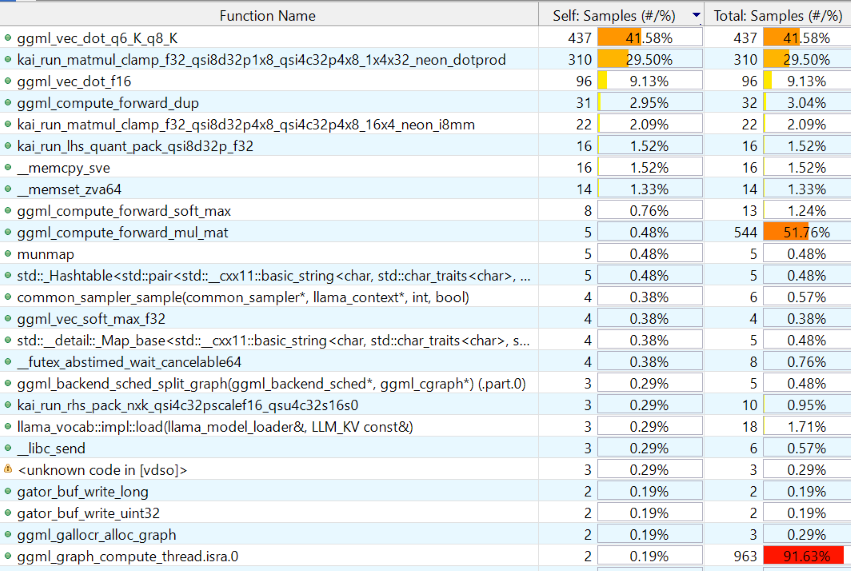 Function Name Self: Samples (#/%) Total: Samples (#/%)
ggml_vec_dot_q6_K_q8_K 437 41.58% 437 41.58%
kai_run_matmul_clamp_f32_qsi8d32p1x8_qsi4c32p4x8_1x4x32_neon_dotprod 310 29.50% 310 29.50%
ggml_vec_dot_f16 96 9.13% 96 9.13%
ggml_compute_forward_dup 31 2.95% 32 3.04%
kai_run_matmul_clamp_f32_qsi8d32p4x8_qsi4c32p4x8_16x4_neon_i8mm 22 2.09% 22 2.09%
kai_run_lhs_quant_pack_qsi8d32p_f32 16 1.52% 16 1.52%
__memcpy_sve 16 1.52% 16 1.52%
__memset_zva64 14 1.33% 14 1.33%
ggml_compute_forward_soft_max 8 0.76% 13 1.24%
ggml_compute_forward_mul_mat 5 0.48% 544 51.76%
munmap 5 0.48% 5 0.48%
std::_Hashtable<std::pair<std::__cxx11::basic_string<char, std::char_traits<char>, ... 5 0.48% 5 0.48%
common_sampler_sample(common_sampler*, llama_context*, int, bool) 4 0.38% 6 0.57%
ggml_vec_soft_max_f32 4 0.38% 4 0.38%
std::__detail::_Map_base<std::__cxx11::basic_string<char, std::char_traits<char>, s... 4 0.38% 5 0.48%
__futex_abstimed_wait_cancelable64 4 0.38% 8 0.76%
ggml_backend_sched_split_graph(ggml_backend_sched*, ggml_cgraph*) (.part.0) 3 0.29% 5 0.48%
kai_run_rhs_pack_nxk_qsi4c32pscalef16_qsu4c32s16s0 3 0.29% 10 0.95%
llama_vocab::impl::load(llama_model_loader&, LLM_KV const&) 3 0.29% 18 1.71%
__libc_send 3 0.29% 6 0.57%
<unknown code in [vdso]> 3 0.29% 3 0.29%
gator_buf_write_long 2 0.19% 2 0.19%
gator_buf_write_uint32 2 0.19% 2 0.19%
ggml_gallocr_alloc_graph 2 0.19% 3 0.29%
ggml_graph_compute_thread.isra.0 2 0.19% 963 91.63%